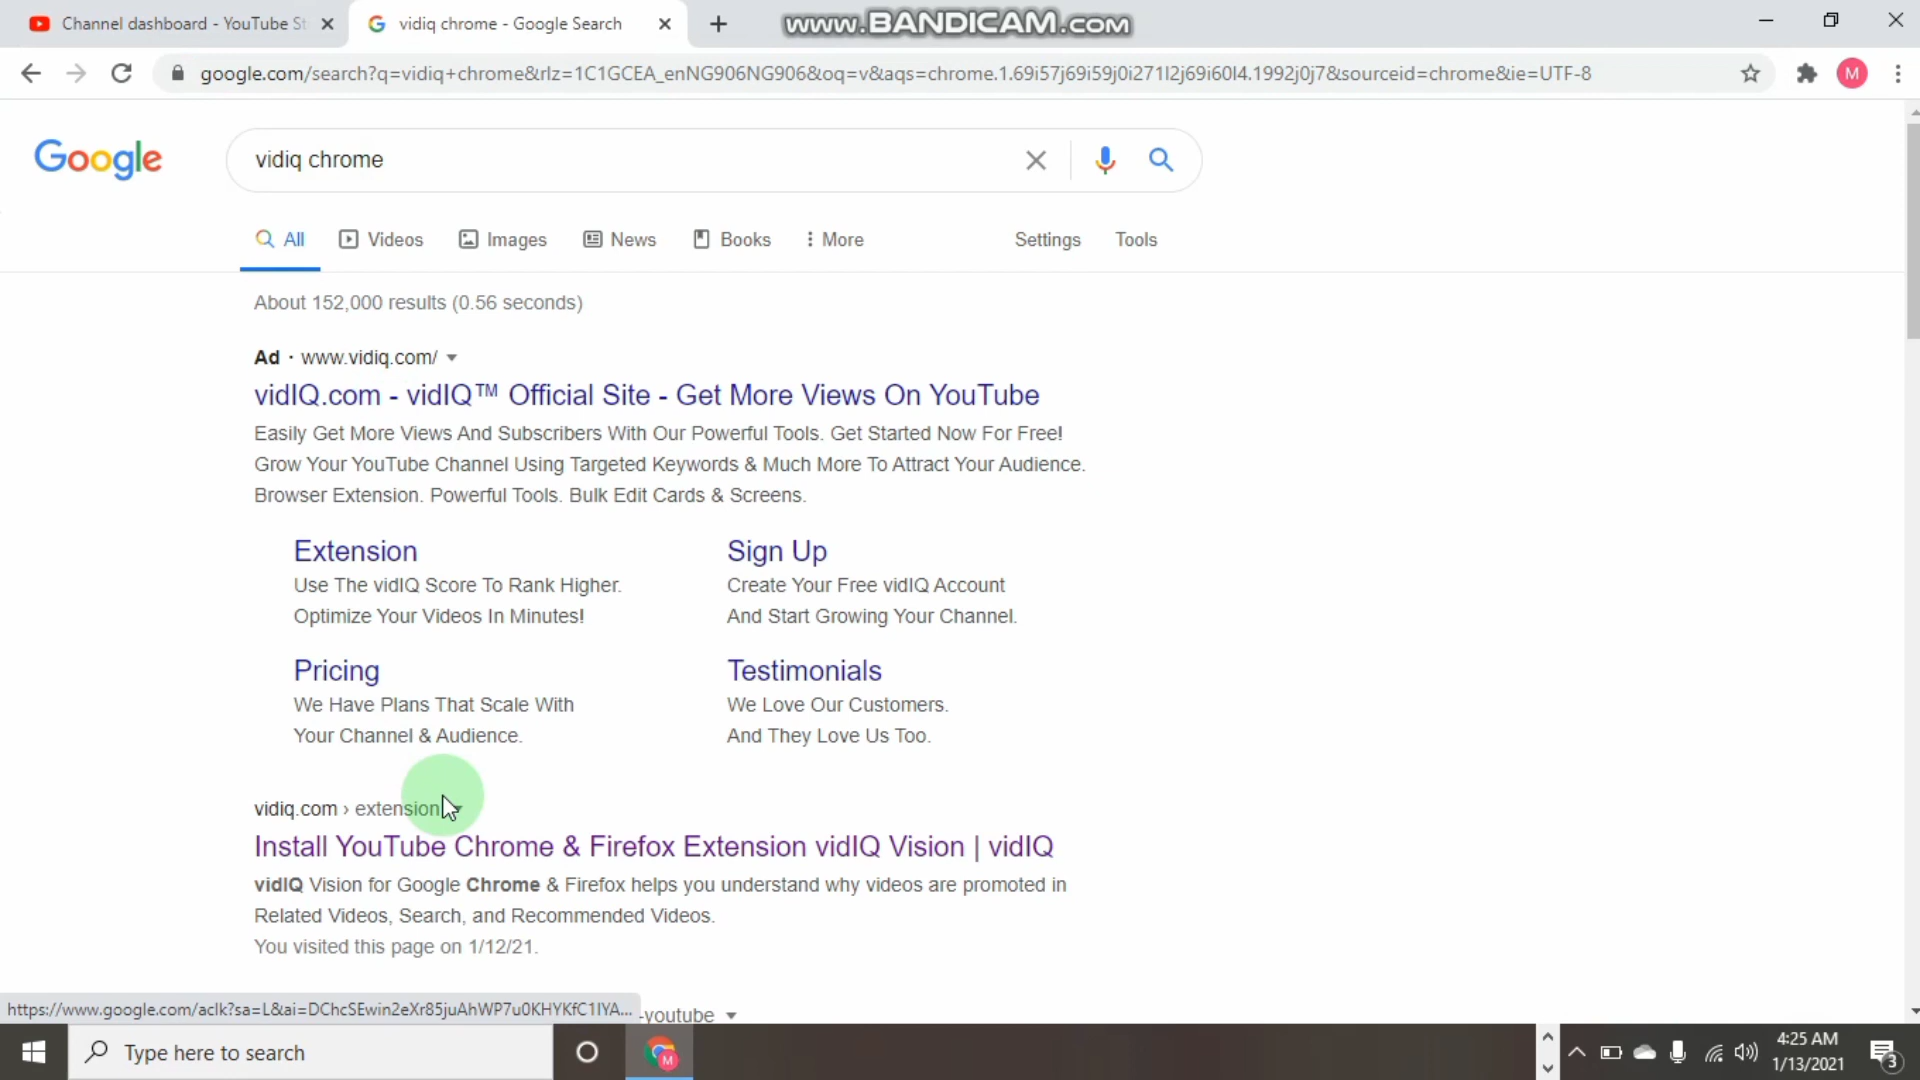 Channel dashboard - YouTube St
vidiq chrome - Google Search
www.BANDICAM.com
google.com/search?q=vidiq+chrome&rlz=1C1GCEA_enNG906NG906&oq=v&aqs=chrome.1.69i57j69i59j0i271l2j69i60l4.1992j0j7&sourceid=chrome&ie=UTF-8
M
Google
vidiq chrome
All
Videos
Images
News
Books
More
Settings
Tools
About 152,000 results (0.56 seconds)
Ad · www.vidiq.com/
vidIQ.com - vidIQ™ Official Site - Get More Views On YouTube
Easily Get More Views And Subscribers With Our Powerful Tools. Get Started Now For Free!
Grow Your YouTube Channel Using Targeted Keywords & Much More To Attract Your Audience.
Browser Extension. Powerful Tools. Bulk Edit Cards & Screens.
Extension
Use The vidIQ Score To Rank Higher.
Optimize Your Videos In Minutes!
Sign Up
Create Your Free vidIQ Account
And Start Growing Your Channel.
Pricing
We Have Plans That Scale With
Your Channel & Audience.
Testimonials
We Love Our Customers.
And They Love Us Too.
vidiq.com › extension
Install YouTube Chrome & Firefox Extension vidIQ Vision | vidIQ
vidIQ Vision for Google Chrome & Firefox helps you understand why videos are promoted in
Related Videos, Search, and Recommended Videos.
You visited this page on 1/12/21.
https://www.google.com/aclk?sa=L&ai=DChcSEwin2eXr85juAhWP7u0KHYKfC1IYA...
-youtube
Type here to search
M
4:25 AM
1/13/2021
3